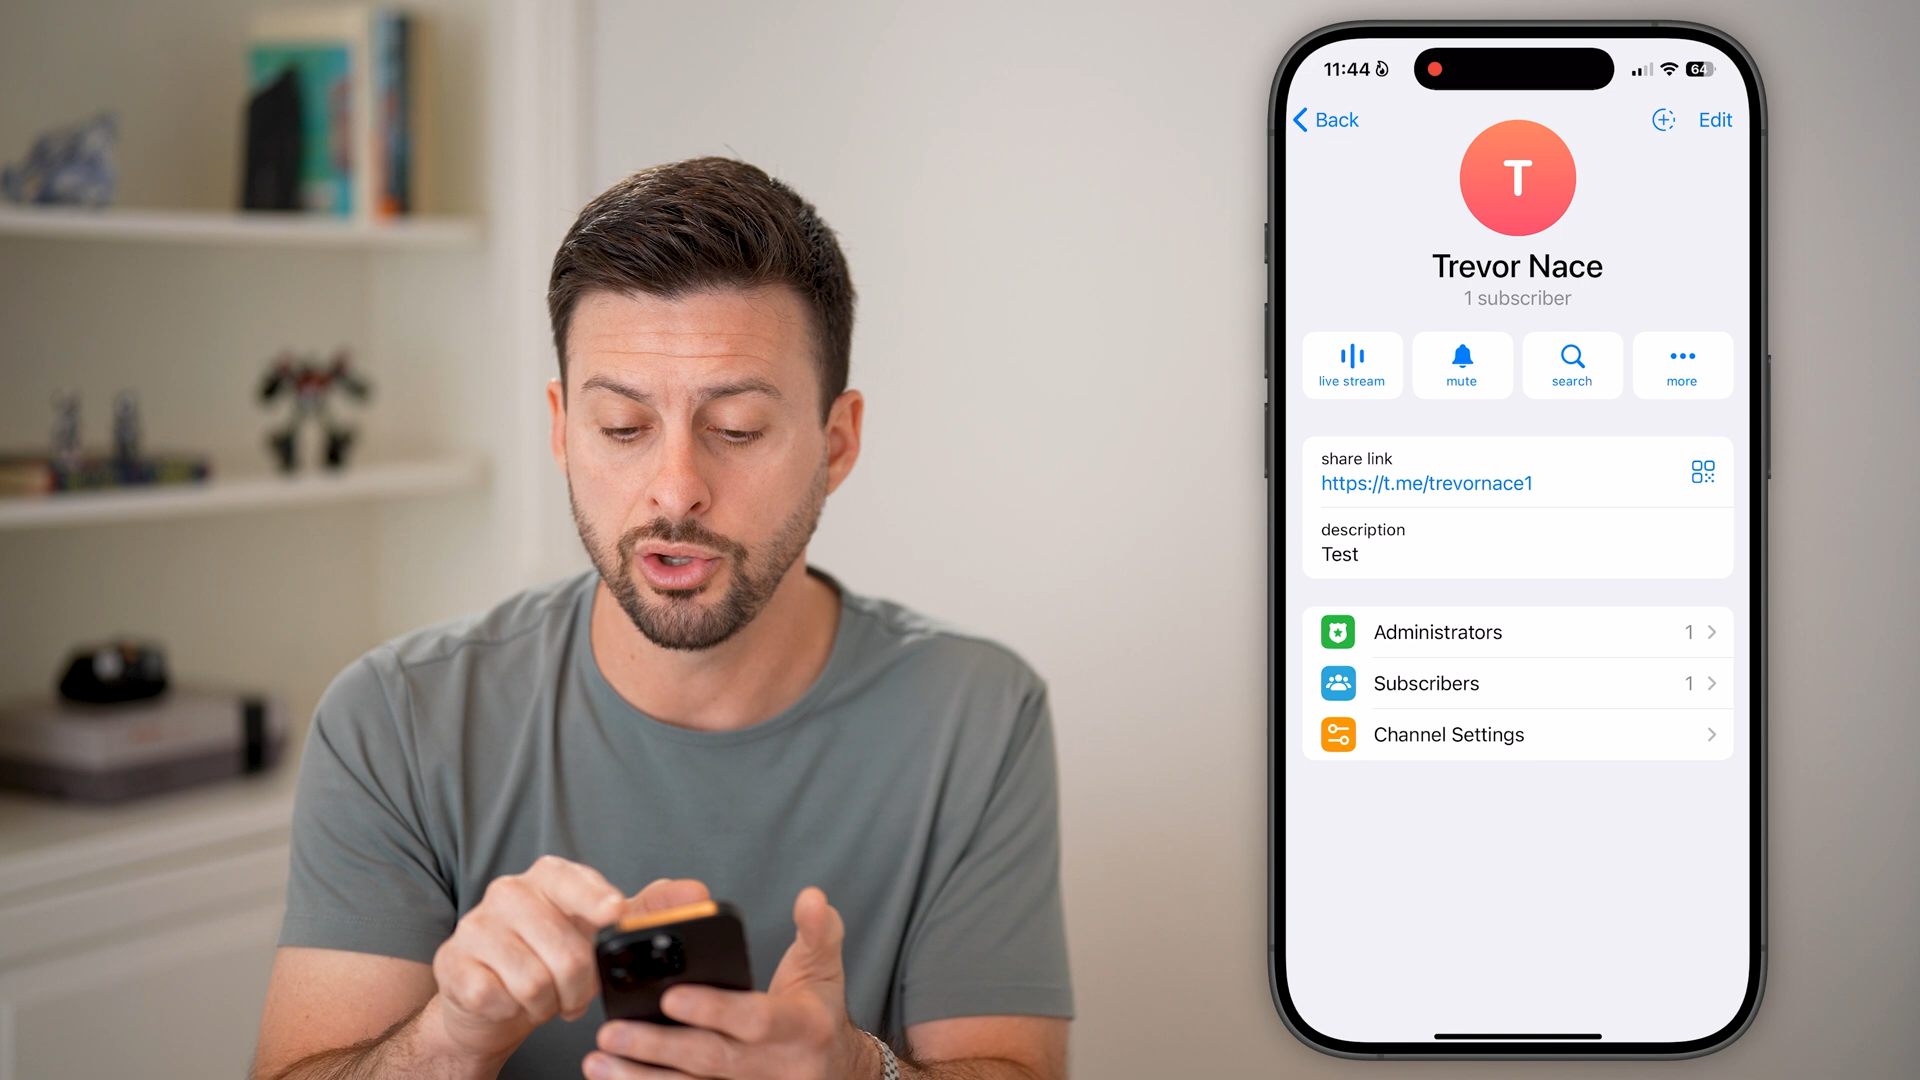 11:44
64
Back
Edit
T
Trevor Nace
1 subscriber
live stream
mute
search
more
share link
https://t.me/trevornace1
description
Test
Administrators 1
Subscribers 1
Channel Settings